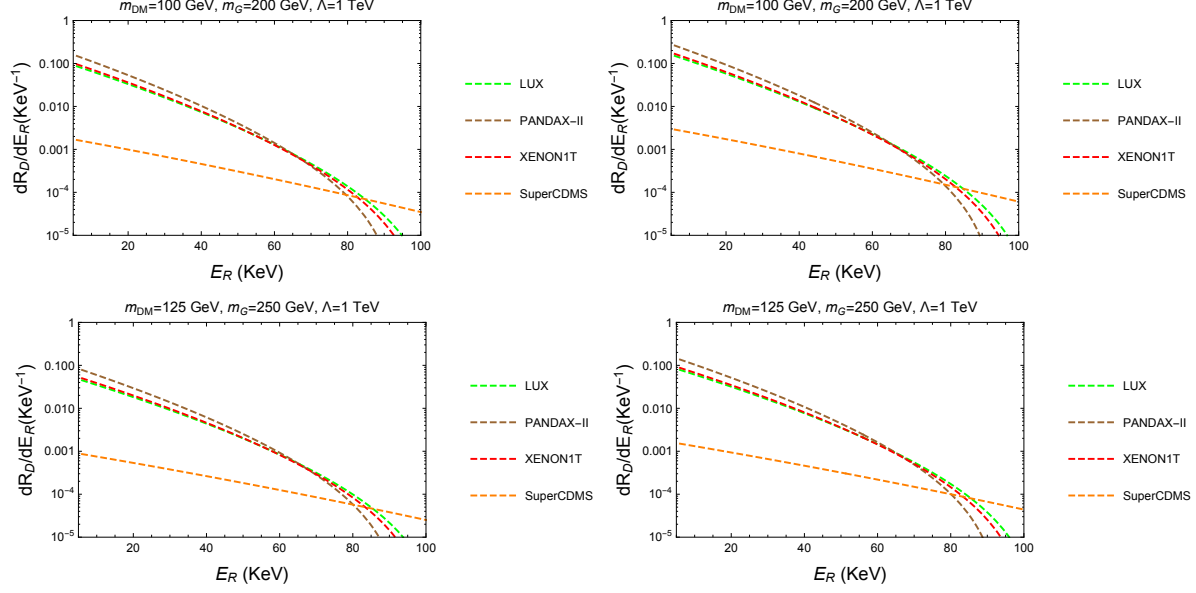 m_DM=100 GeV, m_G=200 GeV, Λ=1 TeV
dR_D/dE_R(KeV⁻¹)
1
0.100
0.010
0.001
10⁻⁴
10⁻⁵
20
40
60
80
100
E_R (KeV)
LUX
PANDAX-II
XENON1T
SuperCDMS
m_DM=100 GeV, m_G=200 GeV, Λ=1 TeV
dR_D/dE_R(KeV⁻¹)
1
0.100
0.010
0.001
10⁻⁴
10⁻⁵
20
40
60
80
100
E_R (KeV)
LUX
PANDAX-II
XENON1T
SuperCDMS
m_DM=125 GeV, m_G=250 GeV, Λ=1 TeV
dR_D/dE_R(KeV⁻¹)
1
0.100
0.010
0.001
10⁻⁴
10⁻⁵
20
40
60
80
100
E_R (KeV)
LUX
PANDAX-II
XENON1T
SuperCDMS
m_DM=125 GeV, m_G=250 GeV, Λ=1 TeV
dR_D/dE_R(KeV⁻¹)
1
0.100
0.010
0.001
10⁻⁴
10⁻⁵
20
40
60
80
100
E_R (KeV)
LUX
PANDAX-II
XENON1T
SuperCDMS